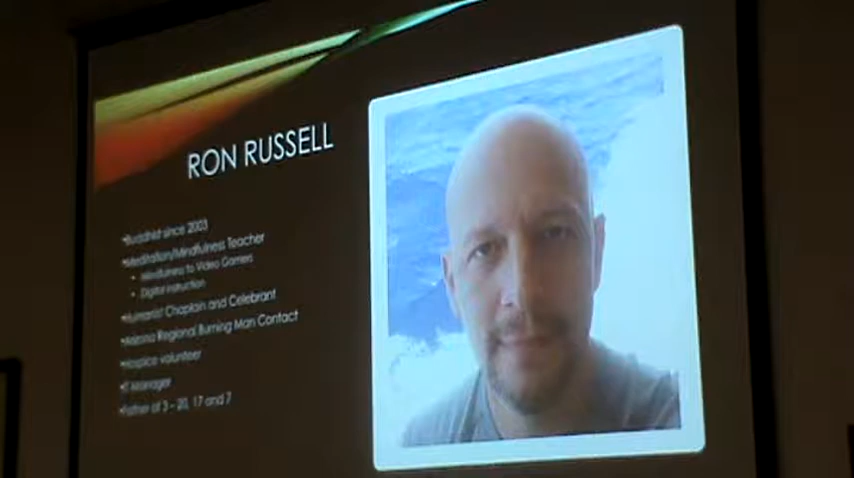 RON RUSSELL
•Buddhist since 2003
•Meditation/Mindfulness Teacher
• Mindfulness to Video Gamers
• Digital Instruction
•Humanist Chaplain and Celebrant
•Arizona Regional Burning Man Contact
•Hospice volunteer
•IT Manager
•Father of 3 – 20, 17 and 7